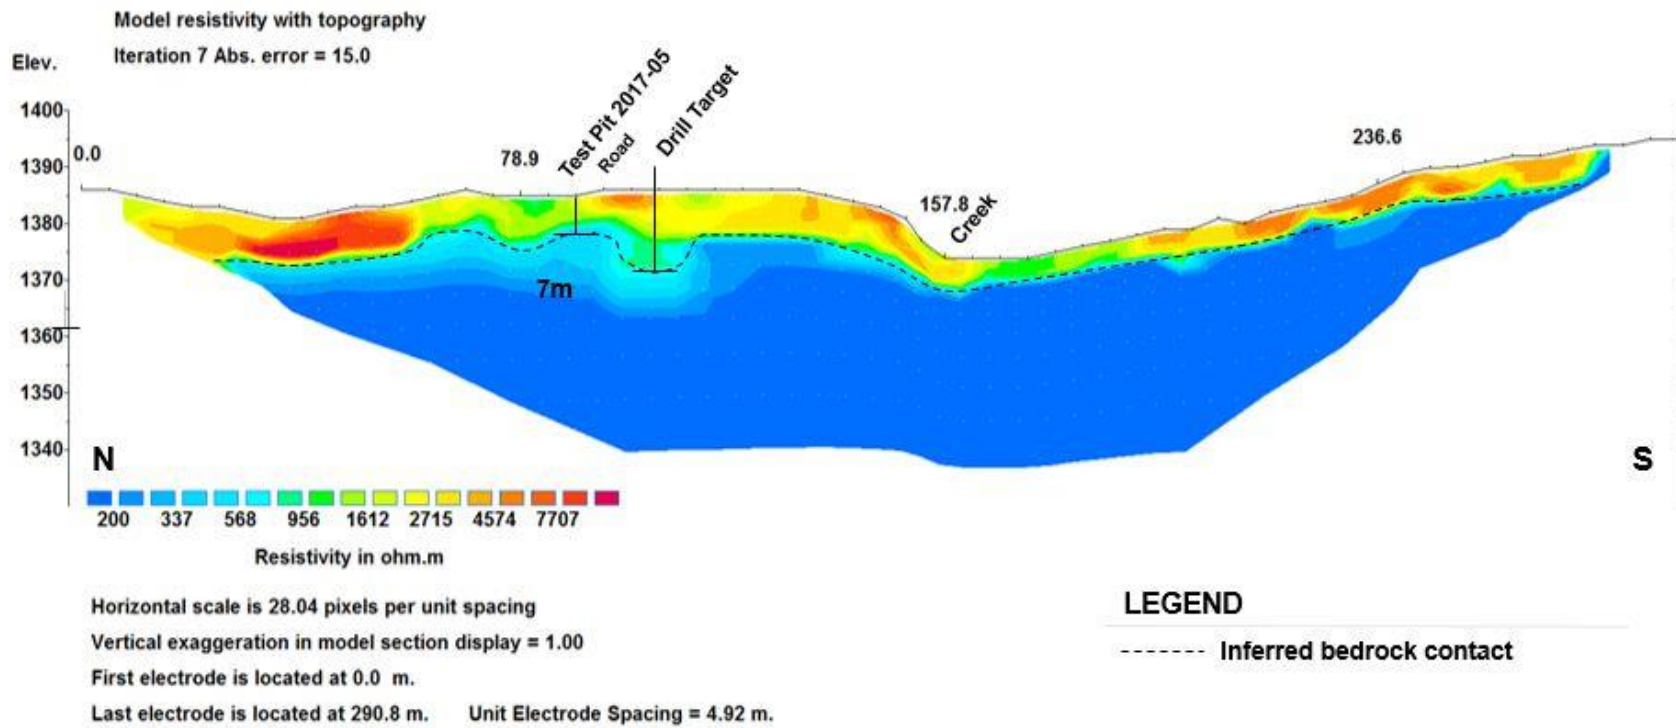 Model resistivity with topography
Iteration 7 Abs. error = 15.0
Elev.
1400
1390
1380
1370
1360
1350
1340
0.0
78.9
Test Pit 2017-05
Road
Drill Target
157.8
Creek
236.6
7m
N
S
200 337 568 956 1612 2715 4574 7707
Resistivity in ohm.m
Horizontal scale is 28.04 pixels per unit spacing
Vertical exaggeration in model section display = 1.00
First electrode is located at 0.0 m.
Last electrode is located at 290.8 m. Unit Electrode Spacing = 4.92 m.
LEGEND
Inferred bedrock contact